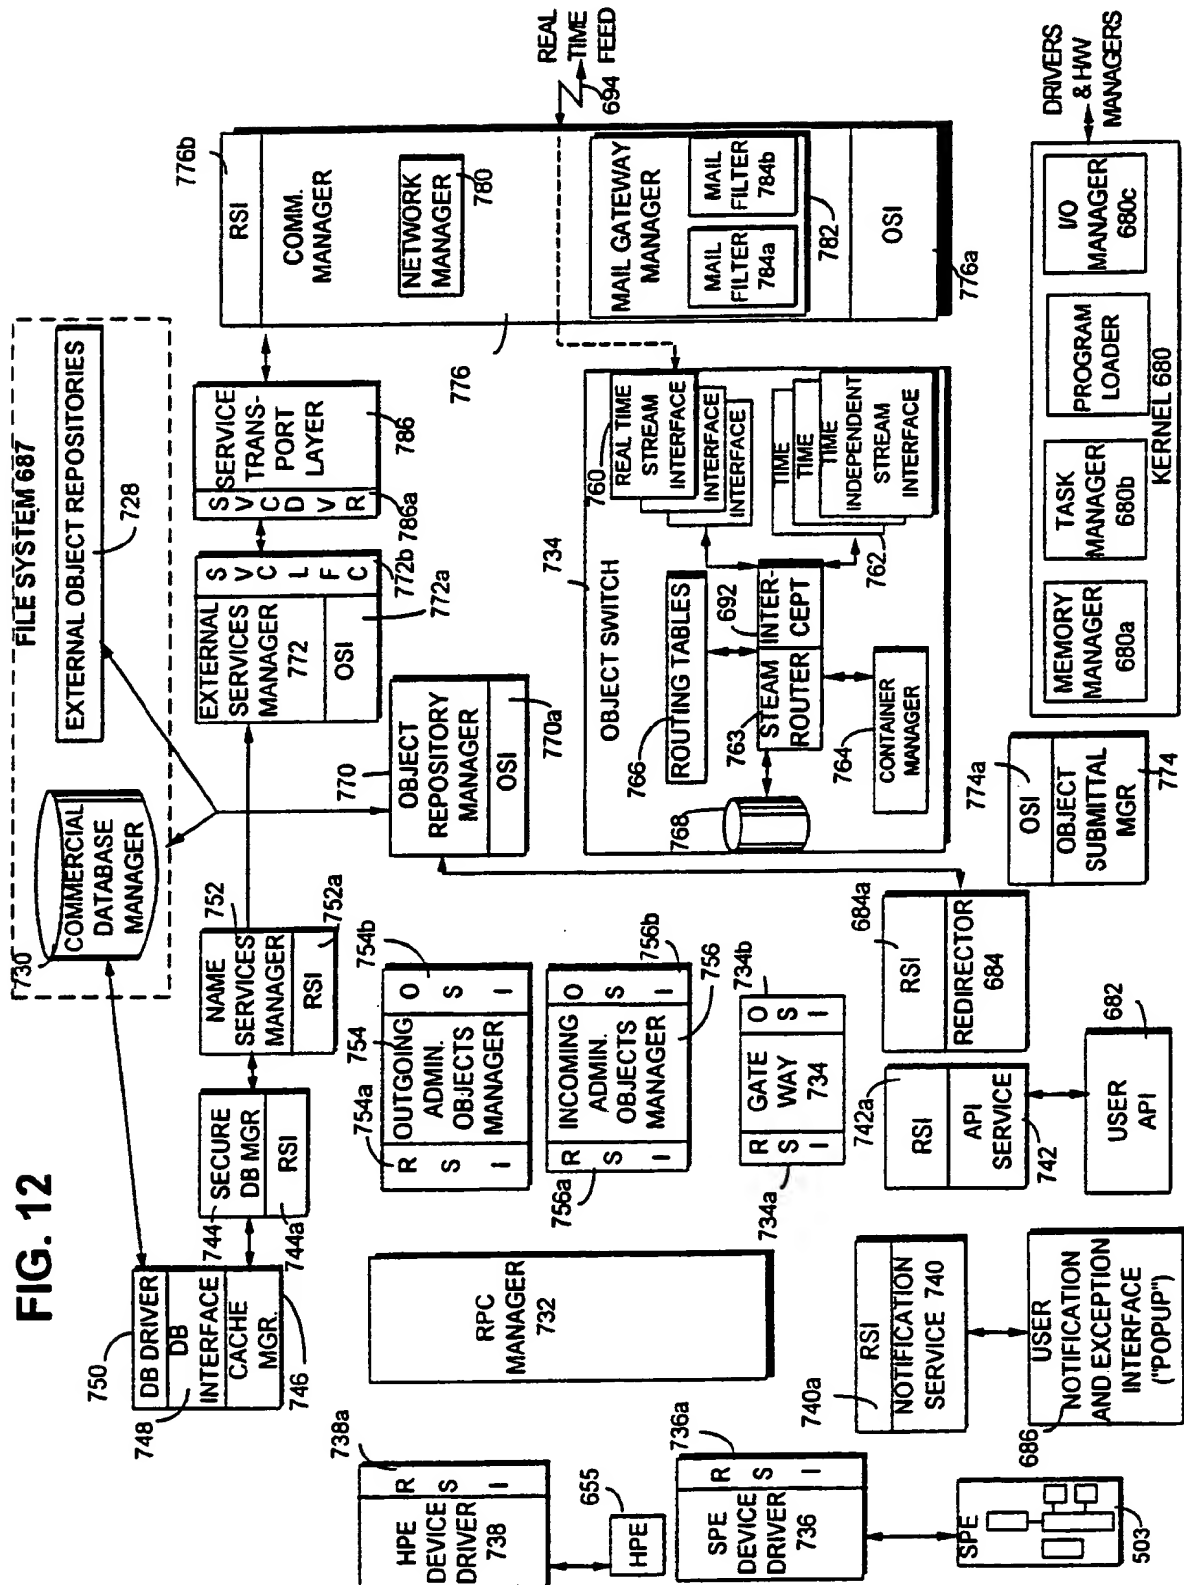 FIG. 12
FILE SYSTEM 687
EXTERNAL OBJECT REPOSITORIES
728
730
COMMERCIAL
DATABASE
MANAGER
750
DB DRIVER
DB
INTERFACE
748
CACHE
MGR.
746
744
SECURE
DB MGR
RSI
744a
752
NAME
SERVICES
MANAGER
RSI
752a
EXTERNAL
SERVICES
MANAGER
772
OSI
S
V
C
L
F
C
772b
772a
S
V
C
D
V
R
SERVICE
TRANS-
PORT
LAYER
786
786a
RSI
776b
COMM.
MANAGER
NETWORK
MANAGER
780
776
MAIL GATEWAY
MANAGER
MAIL
FILTER
784a
MAIL
FILTER
784b
782
OSI
776a
REAL
TIME
FEED
694
770
OBJECT
REPOSITORY
MANAGER
OSI
770a
754
754a
R
S
I
OUTGOING
ADMIN.
OBJECTS
MANAGER
O
S
I
754b
R
S
I
756a
INCOMING
ADMIN.
OBJECTS
MANAGER
O
S
I
756b
756
R
S
I
734a
GATE
WAY
734
O
S
I
734b
734
OBJECT SWITCH
760
REAL TIME
STREAM
INTERFACE
INTERFACE
INTERFACE
TIME
TIME
TIME
INDEPENDENT
STREAM
INTERFACE
762
766
ROUTING TABLES
692
763
STEAM
ROUTER
INTER-
CEPT
764
CONTAINER
MANAGER
768
RPC
MANAGER
732
738a
HPE
DEVICE
DRIVER
738
R
S
I
655
HPE
736a
SPE
DEVICE
DRIVER
736
R
S
I
SPE
503
740a
RSI
NOTIFICATION
SERVICE 740
USER
NOTIFICATION
AND EXCEPTION
INTERFACE
("POPUP")
686
742a
RSI
API
SERVICE
742
USER
API
682
684a
RSI
REDIRECTOR
684
774a
OSI
OBJECT
SUBMITTAL
MGR
774
MEMORY
MANAGER
680a
TASK
MANAGER
680b
PROGRAM
LOADER
I/O
MANAGER
680c
KERNEL 680
DRIVERS
& H/W
MANAGERS